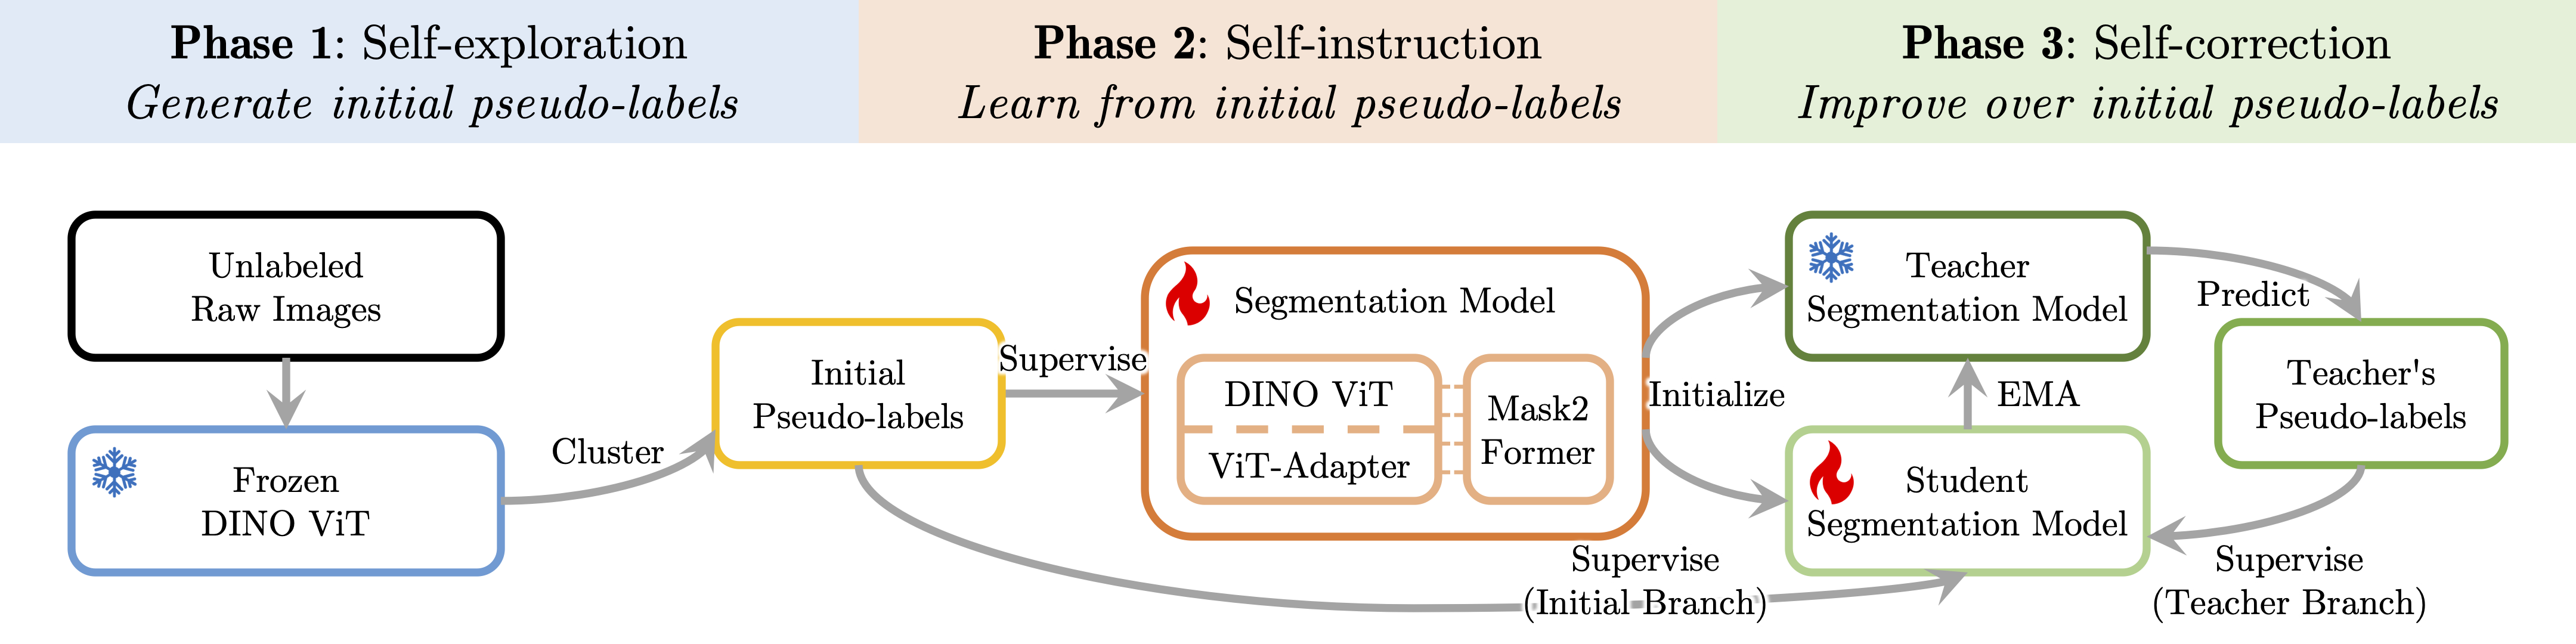 Phase 1: Self-exploration
Generate initial pseudo-labels
Phase 2: Self-instruction
Learn from initial pseudo-labels
Phase 3: Self-correction
Improve over initial pseudo-labels
Unlabeled
Raw Images
Frozen
DINO ViT
Cluster
Initial
Pseudo-labels
Supervise
Segmentation Model
DINO ViT
ViT-Adapter
Mask2
Former
Initialize
Supervise
(Initial Branch)
Teacher
Segmentation Model
EMA
Student
Segmentation Model
Predict
Teacher's
Pseudo-labels
Supervise
(Teacher Branch)